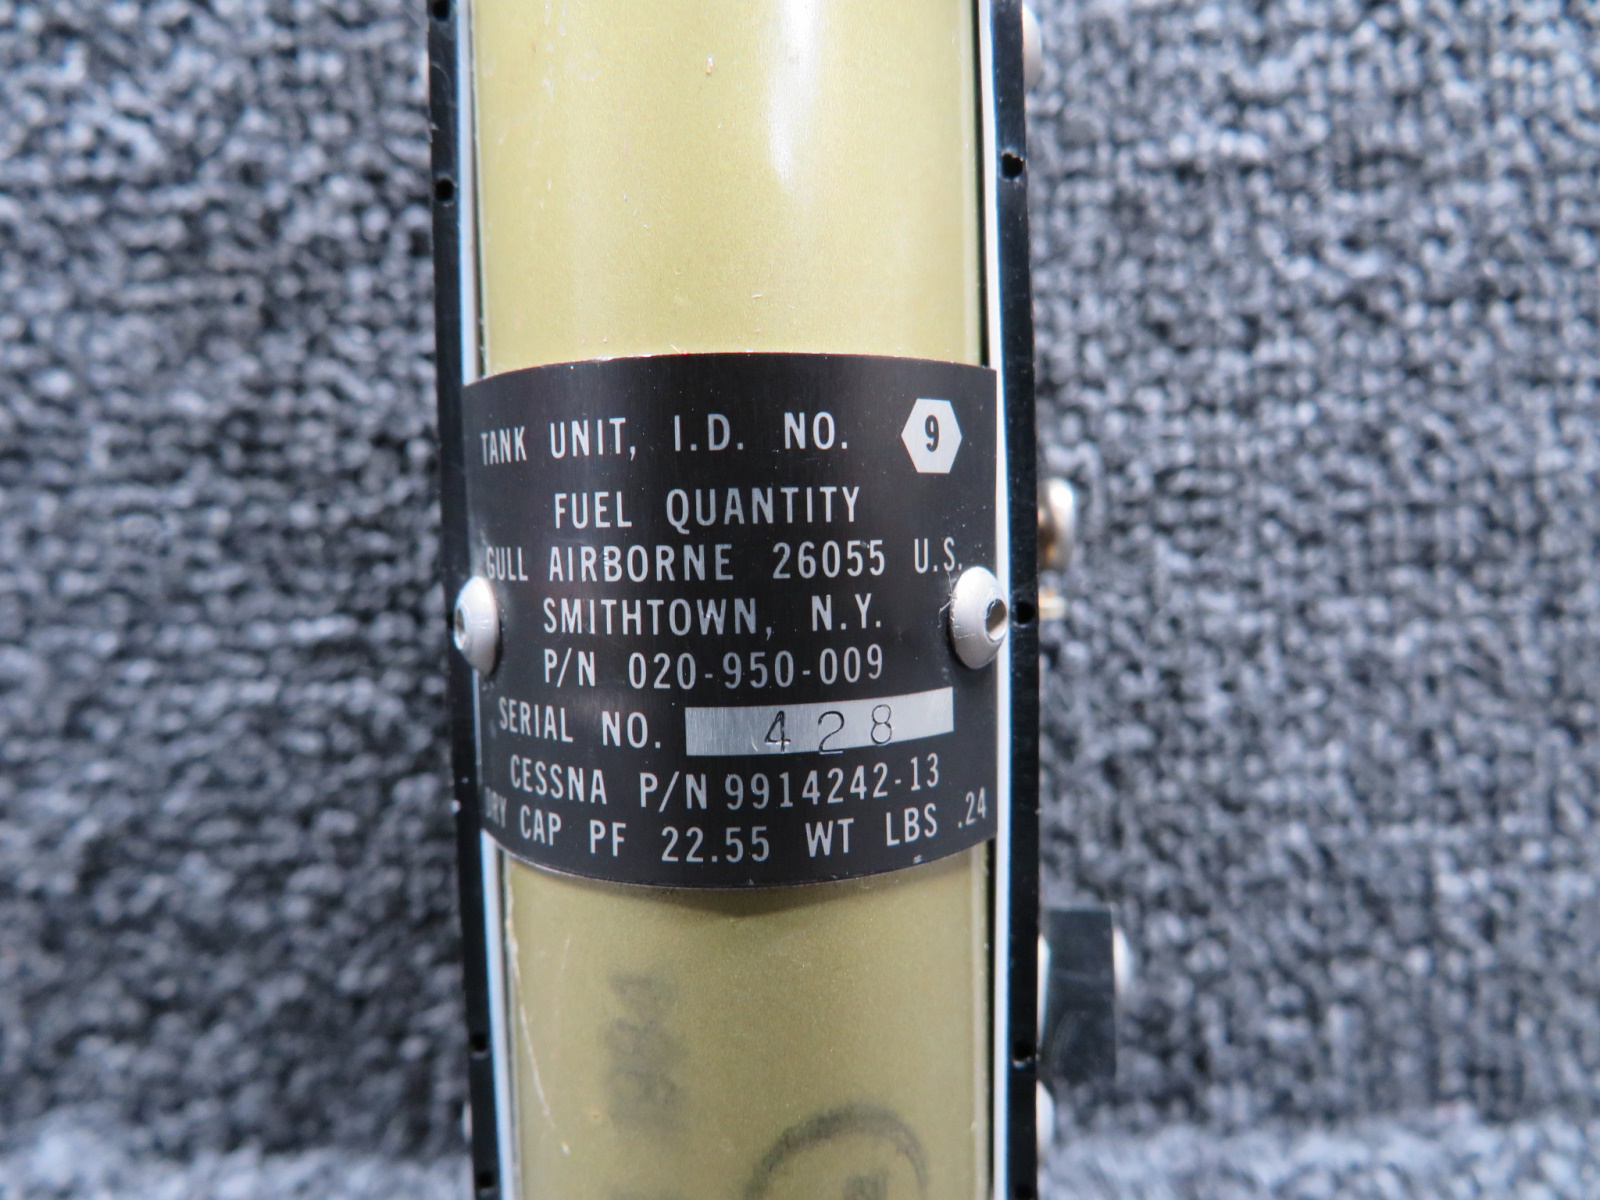 TANK UNIT, I.D. NO. 9
FUEL QUANTITY
GULL AIRBORNE 26055 U.S.
SMITHTOWN, N.Y.
P/N 020-950-009
SERIAL NO. 428
CESSNA P/N 9914242-13
DRY CAP PF 22.55 WT LBS .24